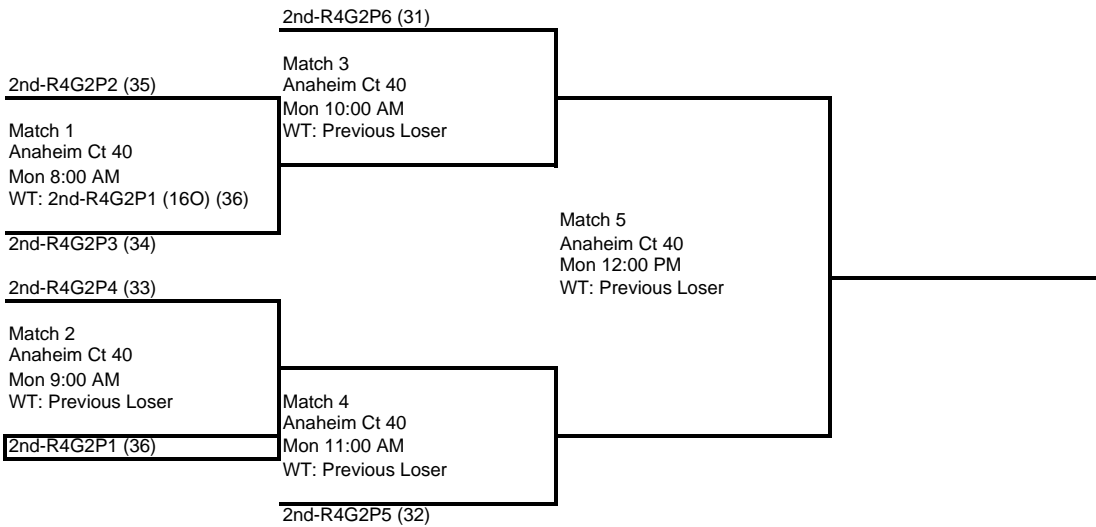 2nd-R4G2P6 (31)
Match 3
Anaheim Ct 40
Mon 10:00 AM
WT: Previous Loser
2nd-R4G2P2 (35)
Match 1
Anaheim Ct 40
Mon 8:00 AM
WT: 2nd-R4G2P1 (16O) (36)
2nd-R4G2P3 (34)
Match 5
Anaheim Ct 40
Mon 12:00 PM
WT: Previous Loser
2nd-R4G2P4 (33)
Match 2
Anaheim Ct 40
Mon 9:00 AM
WT: Previous Loser
2nd-R4G2P1 (36)
Match 4
Anaheim Ct 40
Mon 11:00 AM
WT: Previous Loser
2nd-R4G2P5 (32)